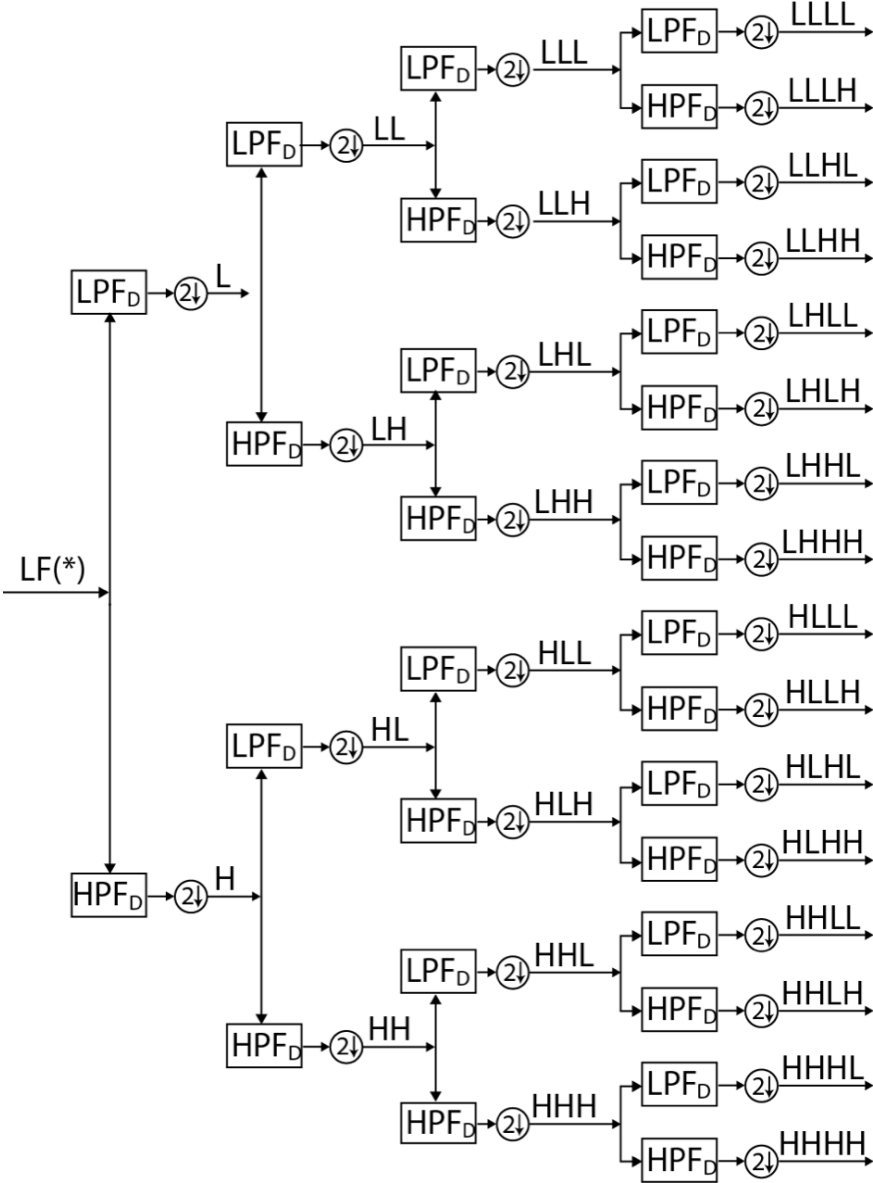 LPF_D 2↓ LLLL
LPF_D 2↓ LLL
HPF_D 2↓ LLLH
LPF_D 2↓ LL
LPF_D 2↓ LLHL
HPF_D 2↓ LLH
HPF_D 2↓ LLHH
LPF_D 2↓ L
LPF_D 2↓ LHLL
LPF_D 2↓ LHL
HPF_D 2↓ LHLH
HPF_D 2↓ LH
LPF_D 2↓ LHHL
HPF_D 2↓ LHH
HPF_D 2↓ LHHH
LF(*)
LPF_D 2↓ HLLL
LPF_D 2↓ HLL
HPF_D 2↓ HLLH
LPF_D 2↓ HL
LPF_D 2↓ HLHL
HPF_D 2↓ HLH
HPF_D 2↓ HLHH
HPF_D 2↓ H
LPF_D 2↓ HHLL
LPF_D 2↓ HHL
HPF_D 2↓ HHLH
HPF_D 2↓ HH
LPF_D 2↓ HHHL
HPF_D 2↓ HHH
HPF_D 2↓ HHHH